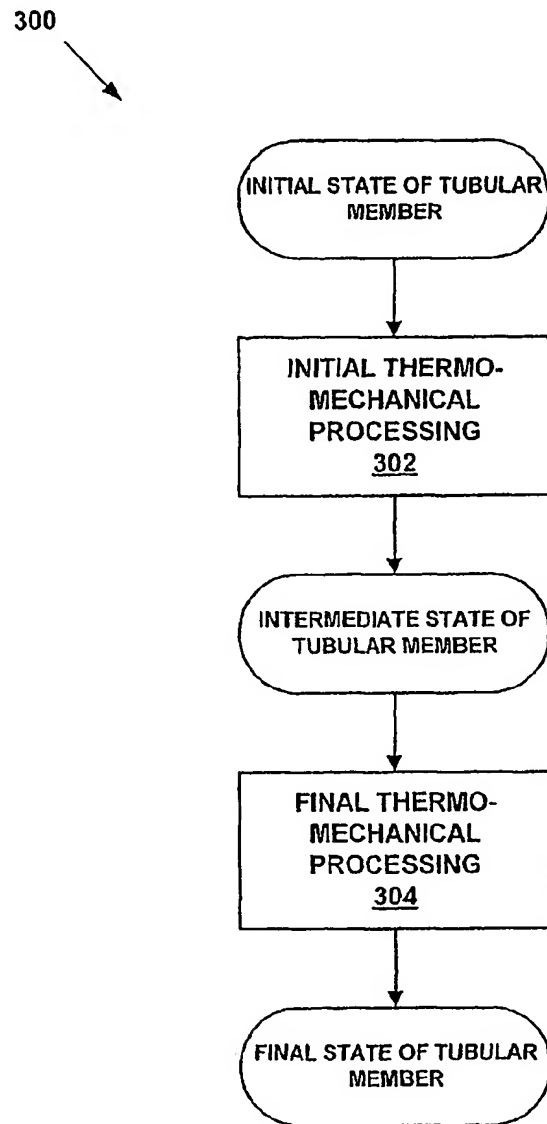 300
INITIAL STATE OF TUBULAR
MEMBER
INITIAL THERMO-
MECHANICAL
PROCESSING
302
INTERMEDIATE STATE OF
TUBULAR MEMBER
FINAL THERMO-
MECHANICAL
PROCESSING
304
FINAL STATE OF TUBULAR
MEMBER